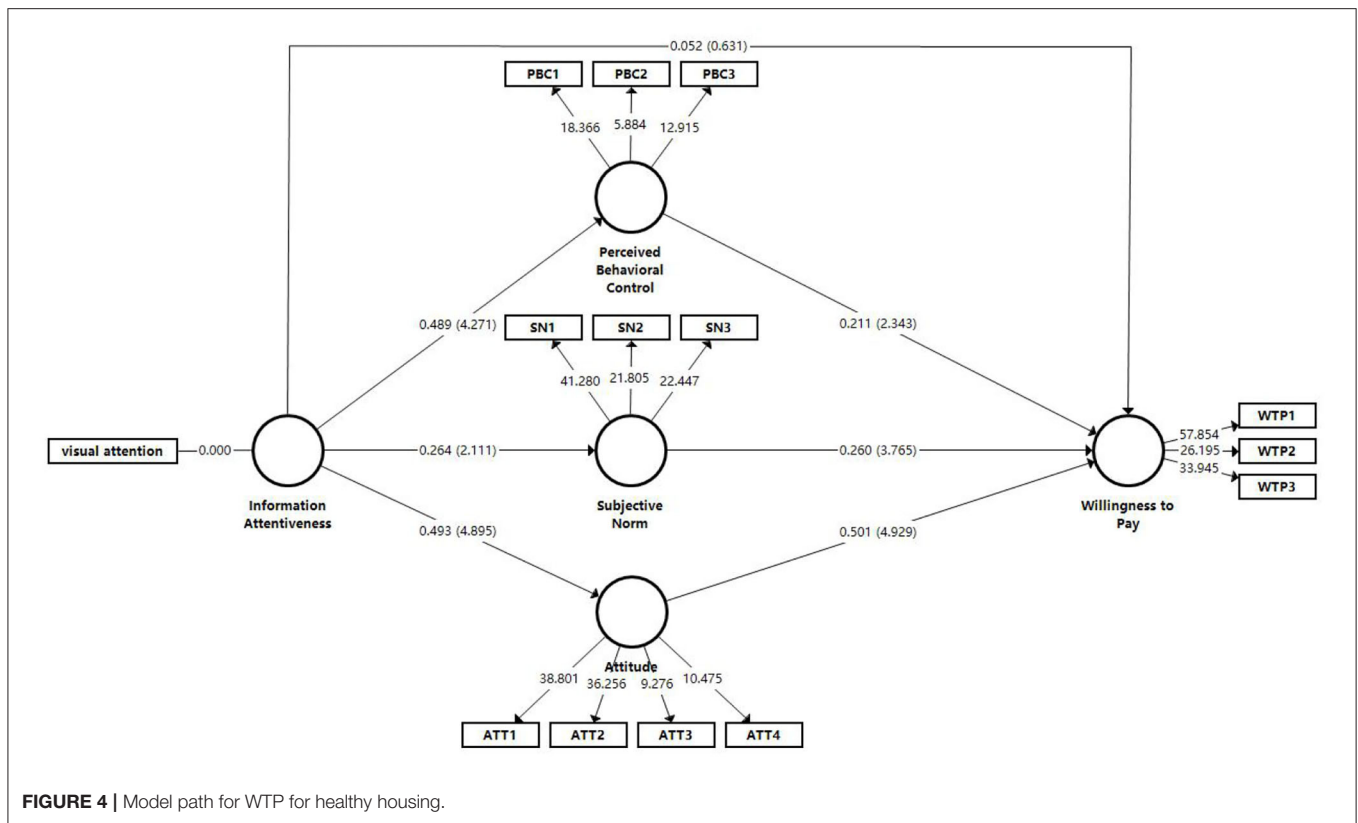 0.052 (0.631)
PBC1 PBC2 PBC3
18.366 5.884 12.915
Perceived
Behavioral
Control
0.489 (4.271) 0.211 (2.343)
SN1 SN2 SN3
41.280 21.805 22.447
visual attention 0.000
Information
Attentiveness
0.264 (2.111) 0.260 (3.765)
Subjective
Norm
WTP1
57.854
26.195 WTP2
33.945
WTP3
Willingness to
Pay
0.493 (4.895) 0.501 (4.929)
Attitude
38.801 36.256 9.276 10.475
ATT1 ATT2 ATT3 ATT4
FIGURE 4 | Model path for WTP for healthy housing.